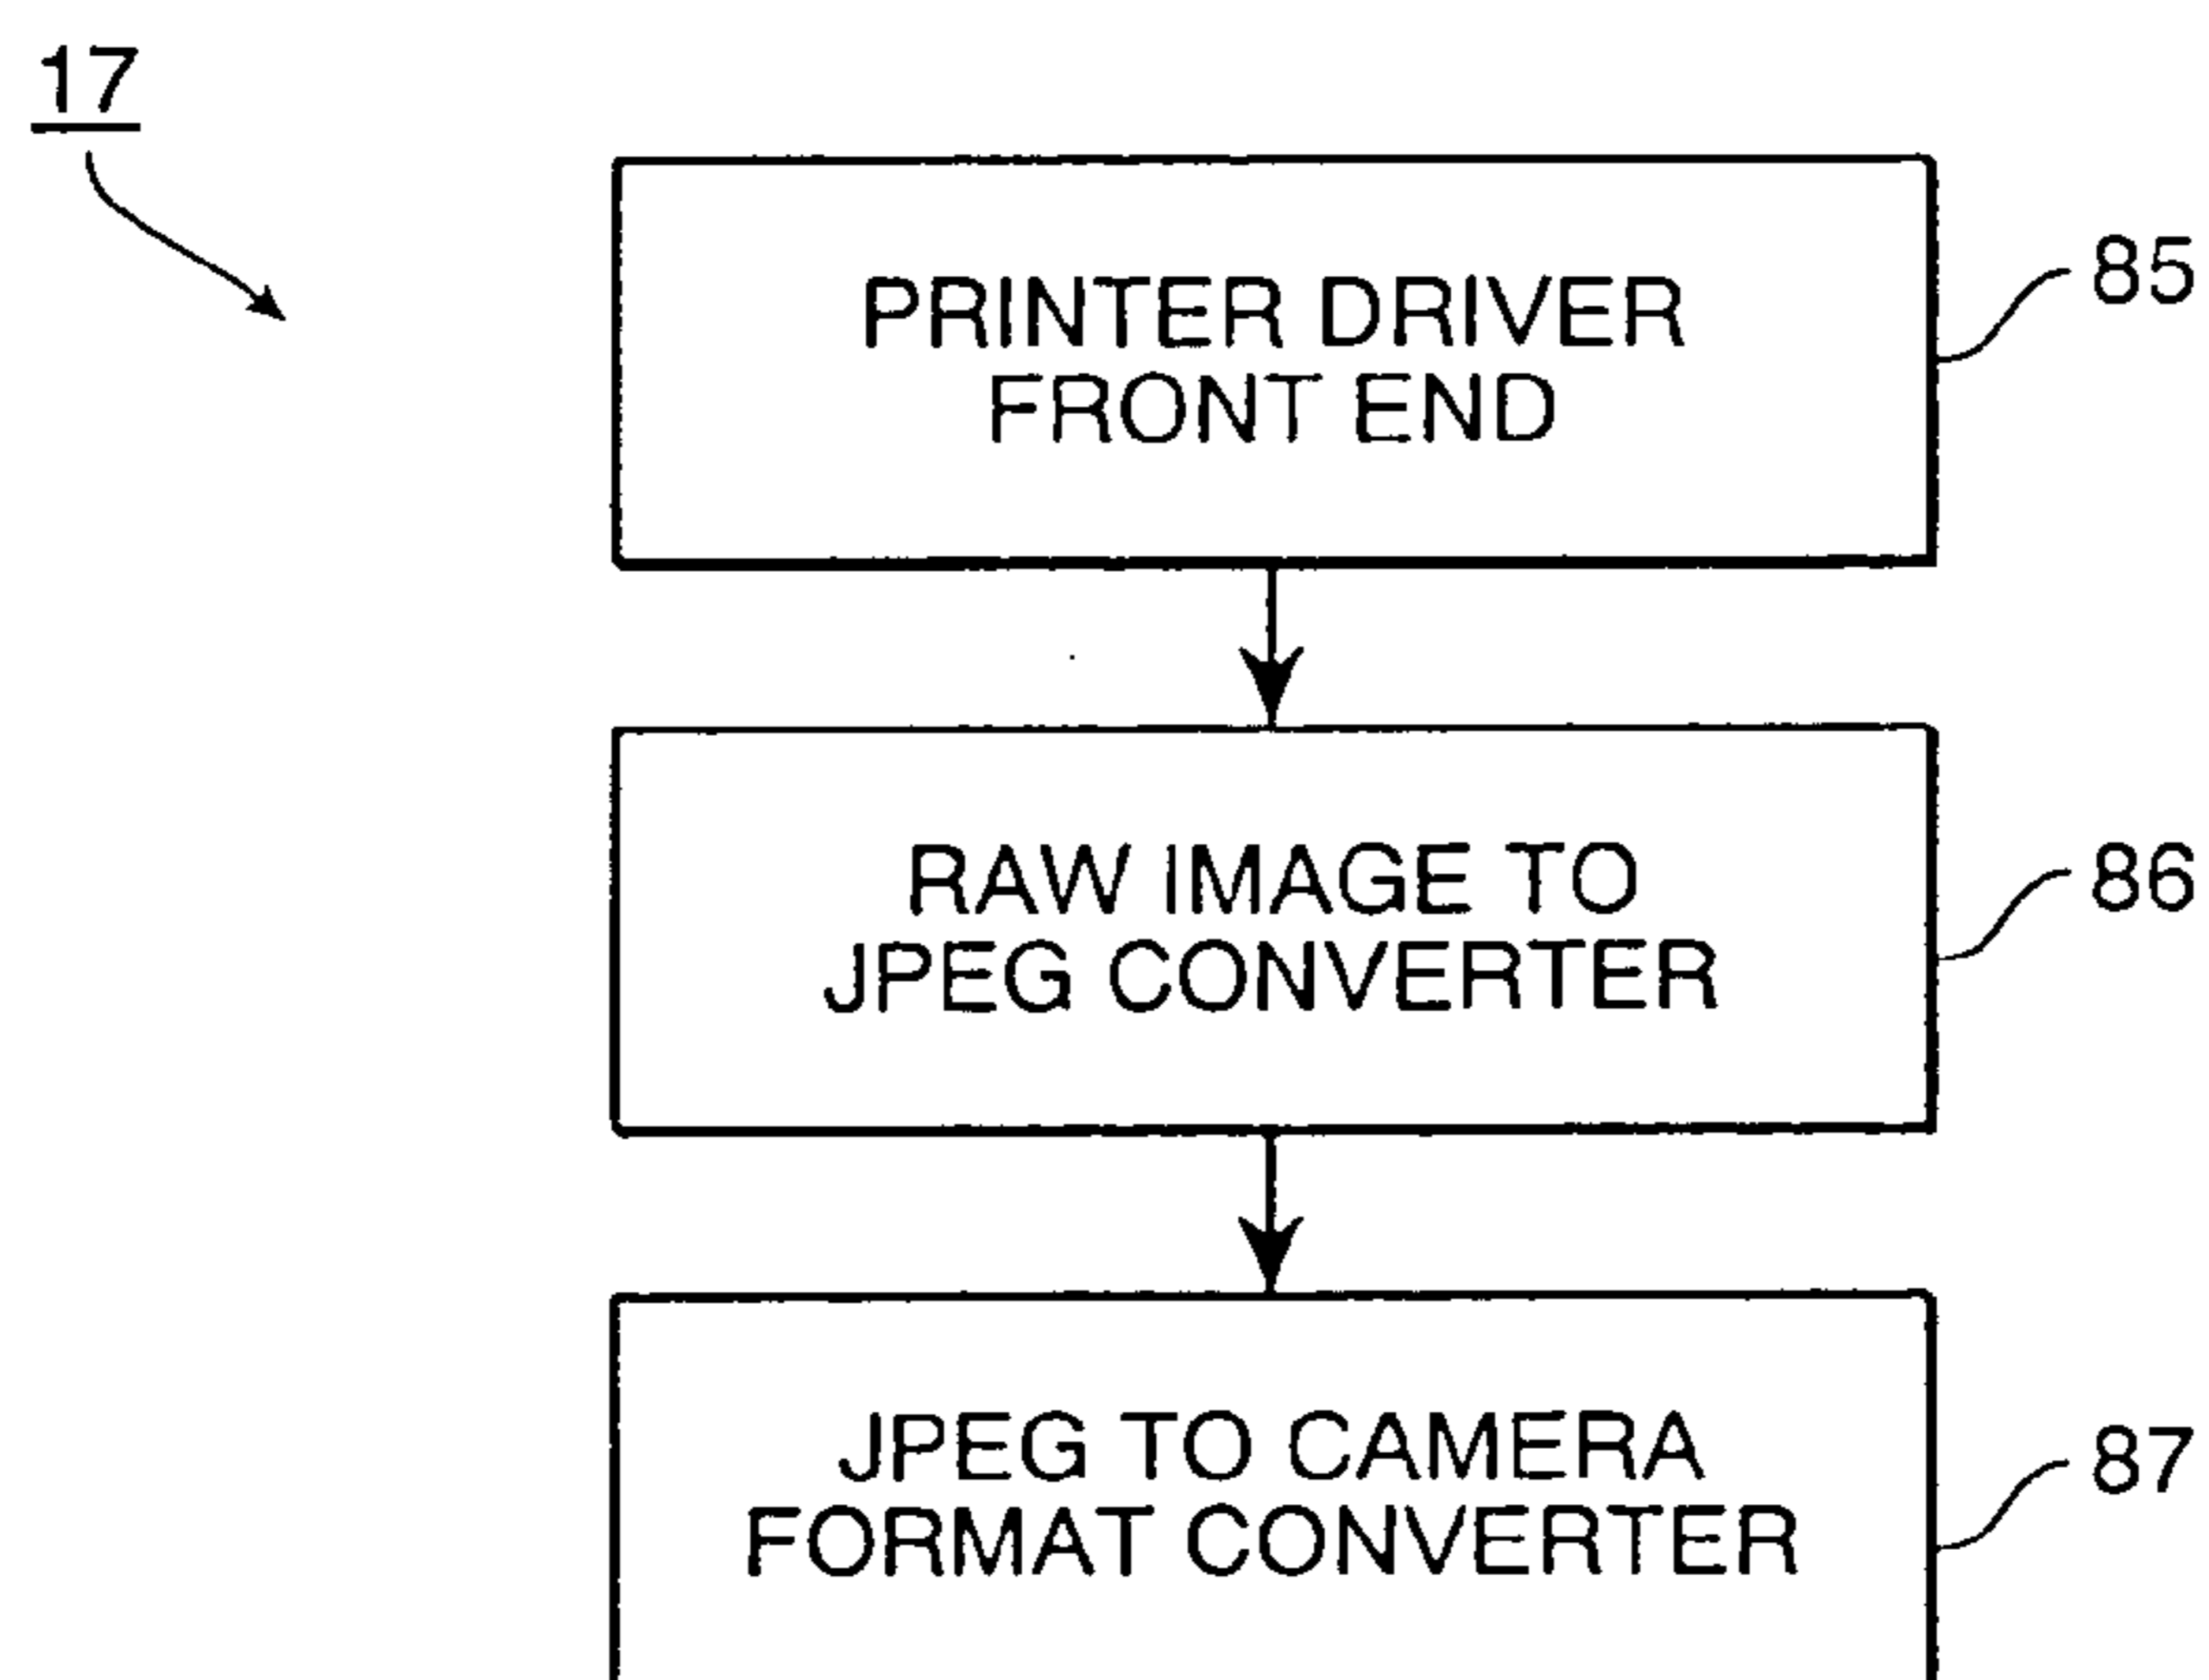 17
PRINTER DRIVER
FRONT END
85
RAW IMAGE TO
JPEG CONVERTER
86
JPEG TO CAMERA
FORMAT CONVERTER
87